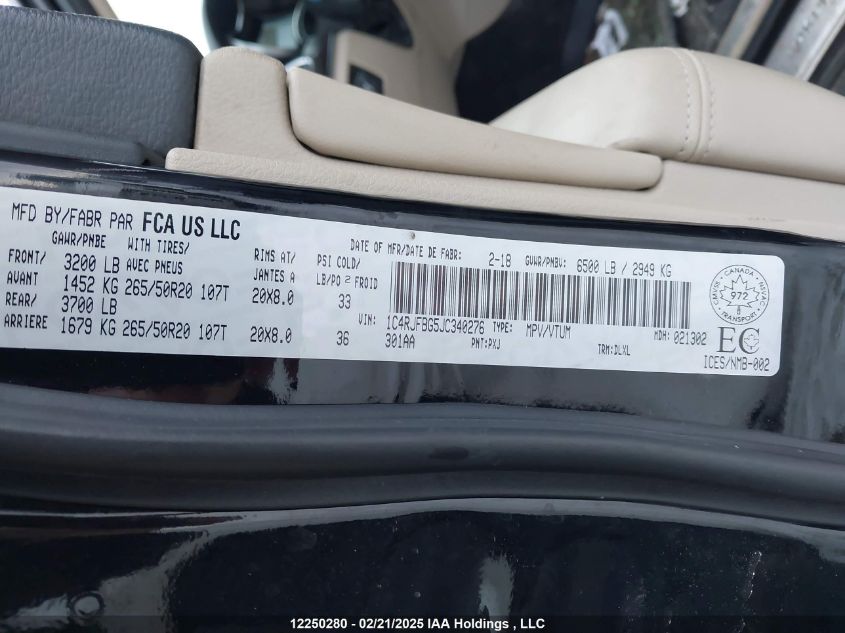 MFD BY/FABR PAR FCA US LLC
DATE OF MFR/DATE DE FABR: 2-18 GVWR/PNBV: 6500 LB / 2949 KG
GAWR/PNBE WITH TIRES/ RIMS AT/ PSI COLD/
FRONT/ 3200 LB AVEC PNEUS JANTES A LB/PO² FROID
AVANT 1452 KG 265/50R20 107T 20X8.0 33
REAR/ 3700 LB
ARRIERE 1679 KG 265/50R20 107T 20X8.0 36
VIN: 1C4RJFBG5JC340276 TYPE: MPV/VTUM MDH: 021302
301AA PNT:PXJ TRM:DLXL
CANADA
972
TRANSPORT
EC
ICES/NMB-002
12250280 - 02/21/2025 IAA Holdings , LLC